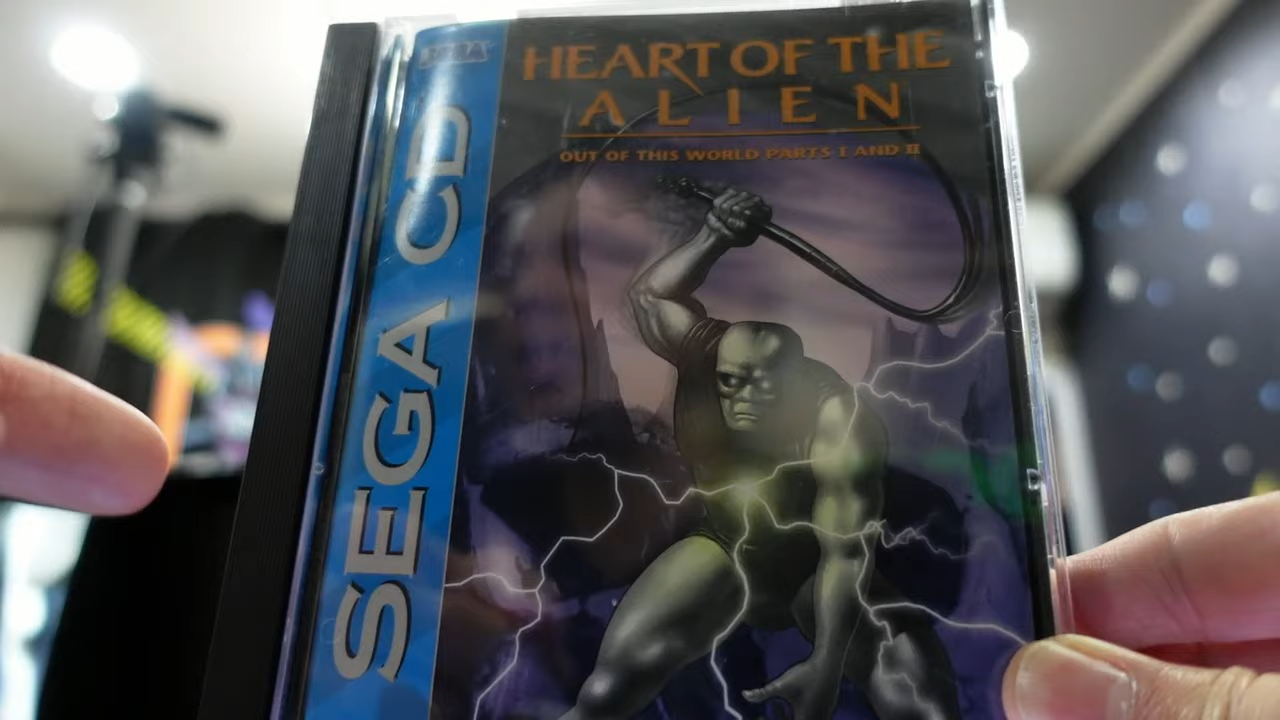 SEGA
HEART OF THE
ALIEN
OUT OF THIS WORLD PARTS I AND II
SEGA CD